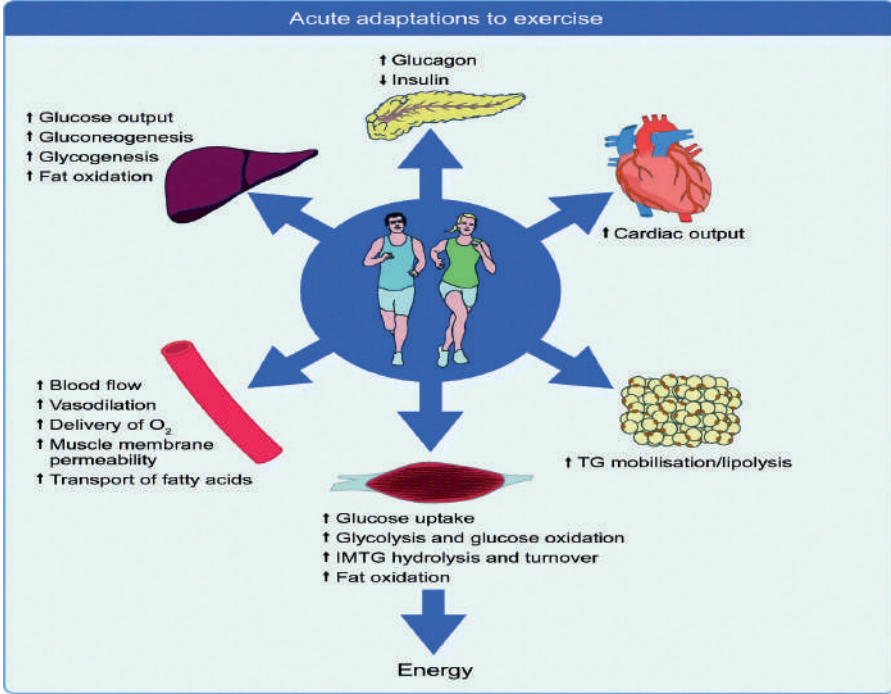 Acute adaptations to exercise
↑ Glucagon
↓ Insulin
↑ Glucose output
↑ Gluconeogenesis
↑ Glycogenesis
↑ Fat oxidation
↑ Cardiac output
↑ Blood flow
↑ Vasodilation
↑ Delivery of O₂
↑ Muscle membrane
permeability
↑ Transport of fatty acids
↑ TG mobilisation/lipolysis
↑ Glucose uptake
↑ Glycolysis and glucose oxidation
↑ IMTG hydrolysis and turnover
↑ Fat oxidation
Energy